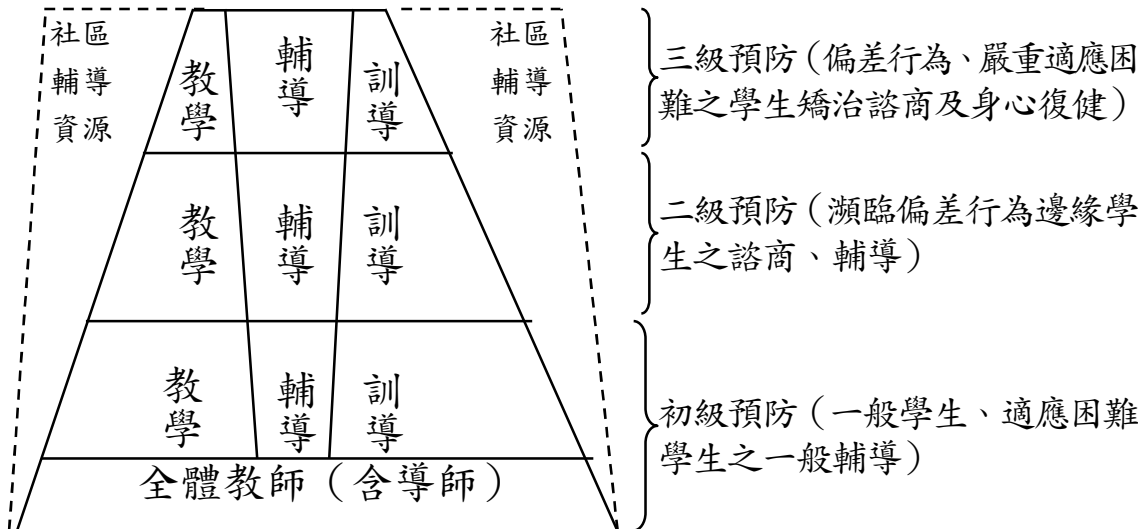 社區
輔導
資源
社區
輔導
資源
教學
輔導
訓導
三級預防（偏差行為、嚴重適應困
難之學生矯治諮商及身心復健）
教學
輔導
訓導
二級預防（瀕臨偏差行為邊緣學
生之諮商、輔導）
教學
輔導
訓導
初級預防（一般學生、適應困難
學生之一般輔導）
全體教師（含導師）